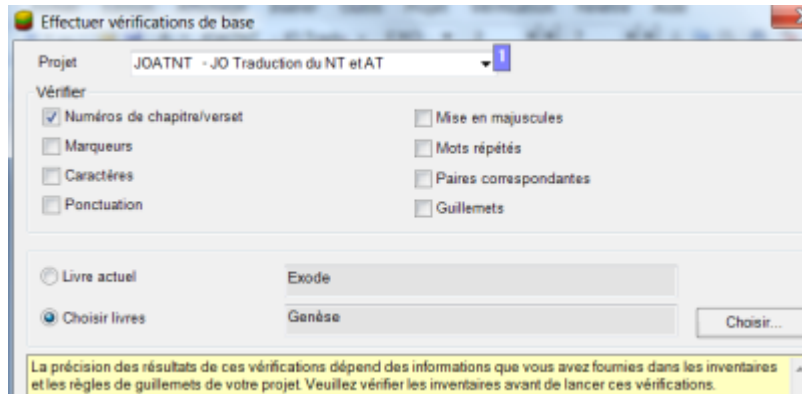 Effectuer vérifications de base
Projet JOATNT - JO Traduction du NT et AT 1
Vérifier
Numéros de chapitre/verset Mise en majuscules
Marqueurs Mots répétés
Caractères Paires correspondantes
Ponctuation Guillemets
Livre actuel Exode
Choisir livres Genèse Choisir...
La précision des résultats de ces vérifications dépend des informations que vous avez fournies dans les inventaires
et les règles de guillemets de votre projet. Veuillez vérifier les inventaires avant de lancer ces vérifications.